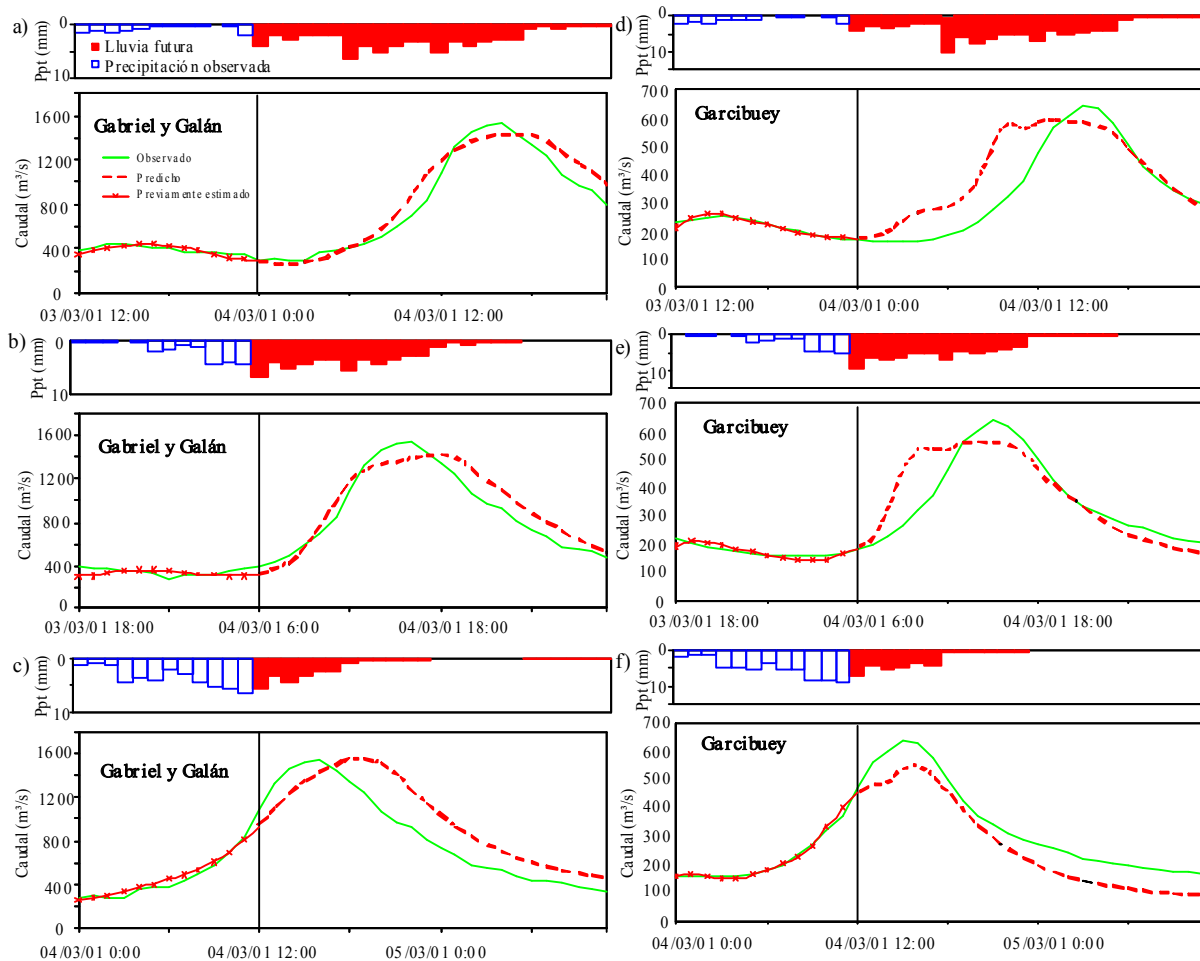 a)
Ppt (mm)
0
10
Lluvia futura
Precipitación observada
Caudal (m³/s)
1600
1200
800
400
0
Gabriel y Galán
Observado
Predicho
Previamente estimado
03/03/01 12:00
04/03/01 0:00
04/03/01 12:00
b)
Ppt (mm)
0
10
Caudal (m³/s)
1600
1200
800
400
0
Gabriel y Galán
03/03/01 18:00
04/03/01 6:00
04/03/01 18:00
c)
Ppt (mm)
0
10
Caudal (m³/s)
1600
1200
800
400
0
Gabriel y Galán
04/03/01 0:00
04/03/01 12:00
05/03/01 0:00
d)
Ppt (mm)
0
10
Caudal (m³/s)
700
600
500
400
300
200
100
0
Garcibuey
03/03/01 12:00
04/03/01 0:00
04/03/01 12:00
e)
Ppt (mm)
0
10
Caudal (m³/s)
700
600
500
400
300
200
100
0
Garcibuey
03/03/01 18:00
04/03/01 6:00
04/03/01 18:00
f)
Ppt (mm)
0
10
Caudal (m³/s)
700
600
500
400
300
200
100
0
Garcibuey
04/03/01 0:00
04/03/01 12:00
05/03/01 0:00